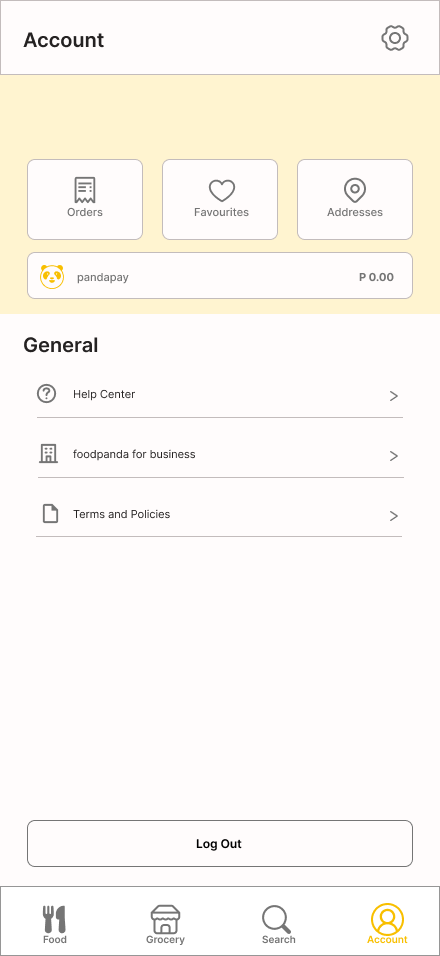 Account
Orders
Favourites
Addresses
pandapay
P 0.00
General
Help Center
foodpanda for business
Terms and Policies
Log Out
Food
Grocery
Search
Account